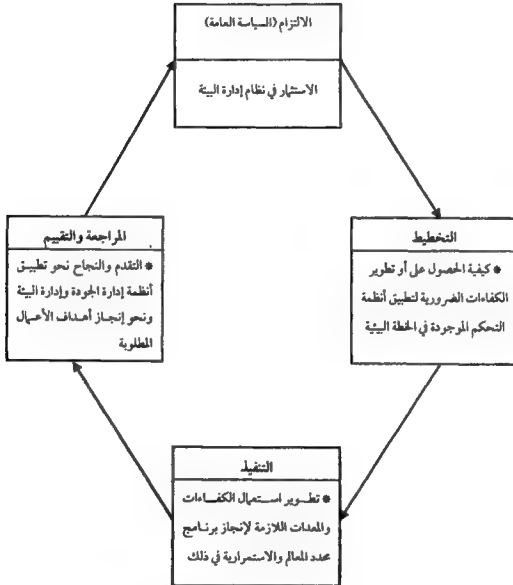 الالتزام (السياسة العامة)
الاستثمار في نظام إدارة البيئة
التخطيط
* كيفية الحصول على أو تطوير
الكفاءات الضرورية لتطبيق أنظمة
التحكم الموجودة في الخطة البيئية
التنفيذ
* تطوير استعمال الكفاءات
والمعدات اللازمة لإنجاز برنامج
محدد المعالم والاستمرارية في ذلك
المراجعة والتقييم
* التقدم والنجاح نحو تطبيق
أنظمة إدارة الجودة وإدارة البيئة
ونحو إنجاز أهداف الأعمال
المطلوبة